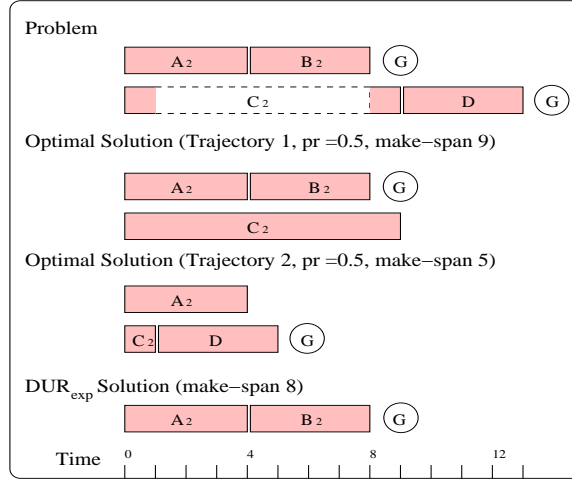 Problem
A₂ B₂ G
C₂ D G
Optimal Solution (Trajectory 1, pr =0.5, make−span 9)
A₂ B₂ G
C₂
Optimal Solution (Trajectory 2, pr =0.5, make−span 5)
A₂
C₂ D G
DUR_exp Solution (make−span 8)
A₂ B₂ G
Time 0 4 8 12